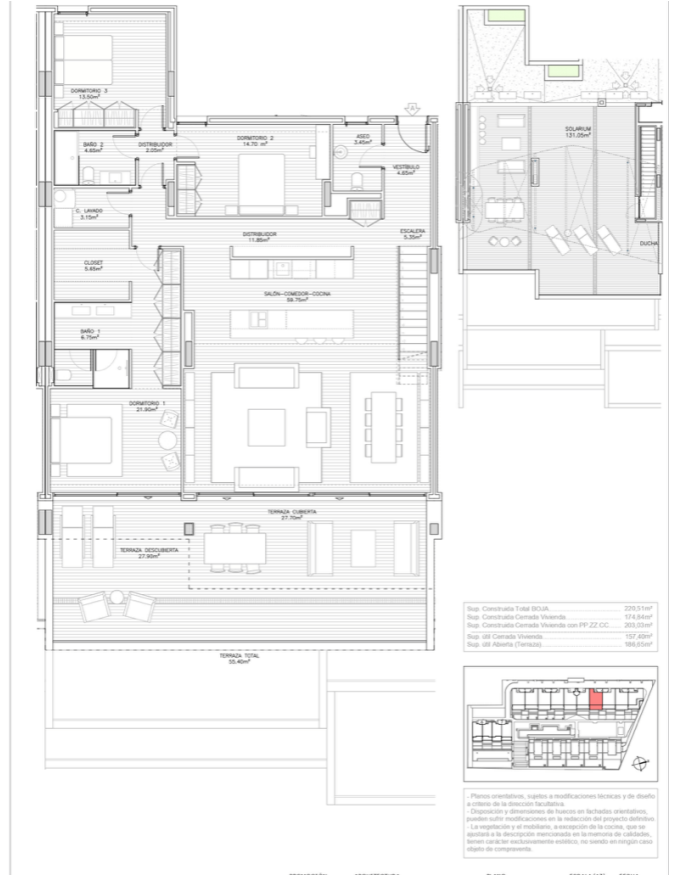 DORMITORIO 3
13.50m²
BAÑO 2
4.65m²
DISTRIBUIDOR
2.05m²
DORMITORIO 2
14.70 m²
ASEO
3.45m²
VESTÍBULO
4.85m²
C. LAVADO
3.15m²
DISTRIBUIDOR
11.85m²
ESCALERA
5.35m²
CLOSET
5.45m²
SALÓN-COMEDOR-COCINA
BAÑO 1
6.75m²
DORMITORIO 1
21.90m²
TERRAZA CUBIERTA
27.70m²
TERRAZA DESCUBIERTA
27.90m²
TERRAZA TOTAL
55.40m²
SOLARIUM
131.05m²
DUCHA
Sup. Construida Total BOJA
Sup. Construida Cerrada Vivienda 174,84m²
Sup. Construida Cerrada Vivienda con PP ZZ CC 203,03m²
Sup. útil Cerrada Vivienda
Sup. útil Abierta (Terraza)
- Planos orientativos, sujetos a modificaciones técnicas y de diseño
a criterio de la dirección facultativa.
- Disposición y dimensiones de huecos en fachadas orientativos,
pueden sufrir modificaciones en la redacción del proyecto definitivo.
- La vegetación y el mobiliario, a excepción de la cocina, que se
ajustará a la descripción mencionada en la memoria de calidades,
tienen carácter exclusivamente estético, no siendo en ningún caso
objeto de compraventa.